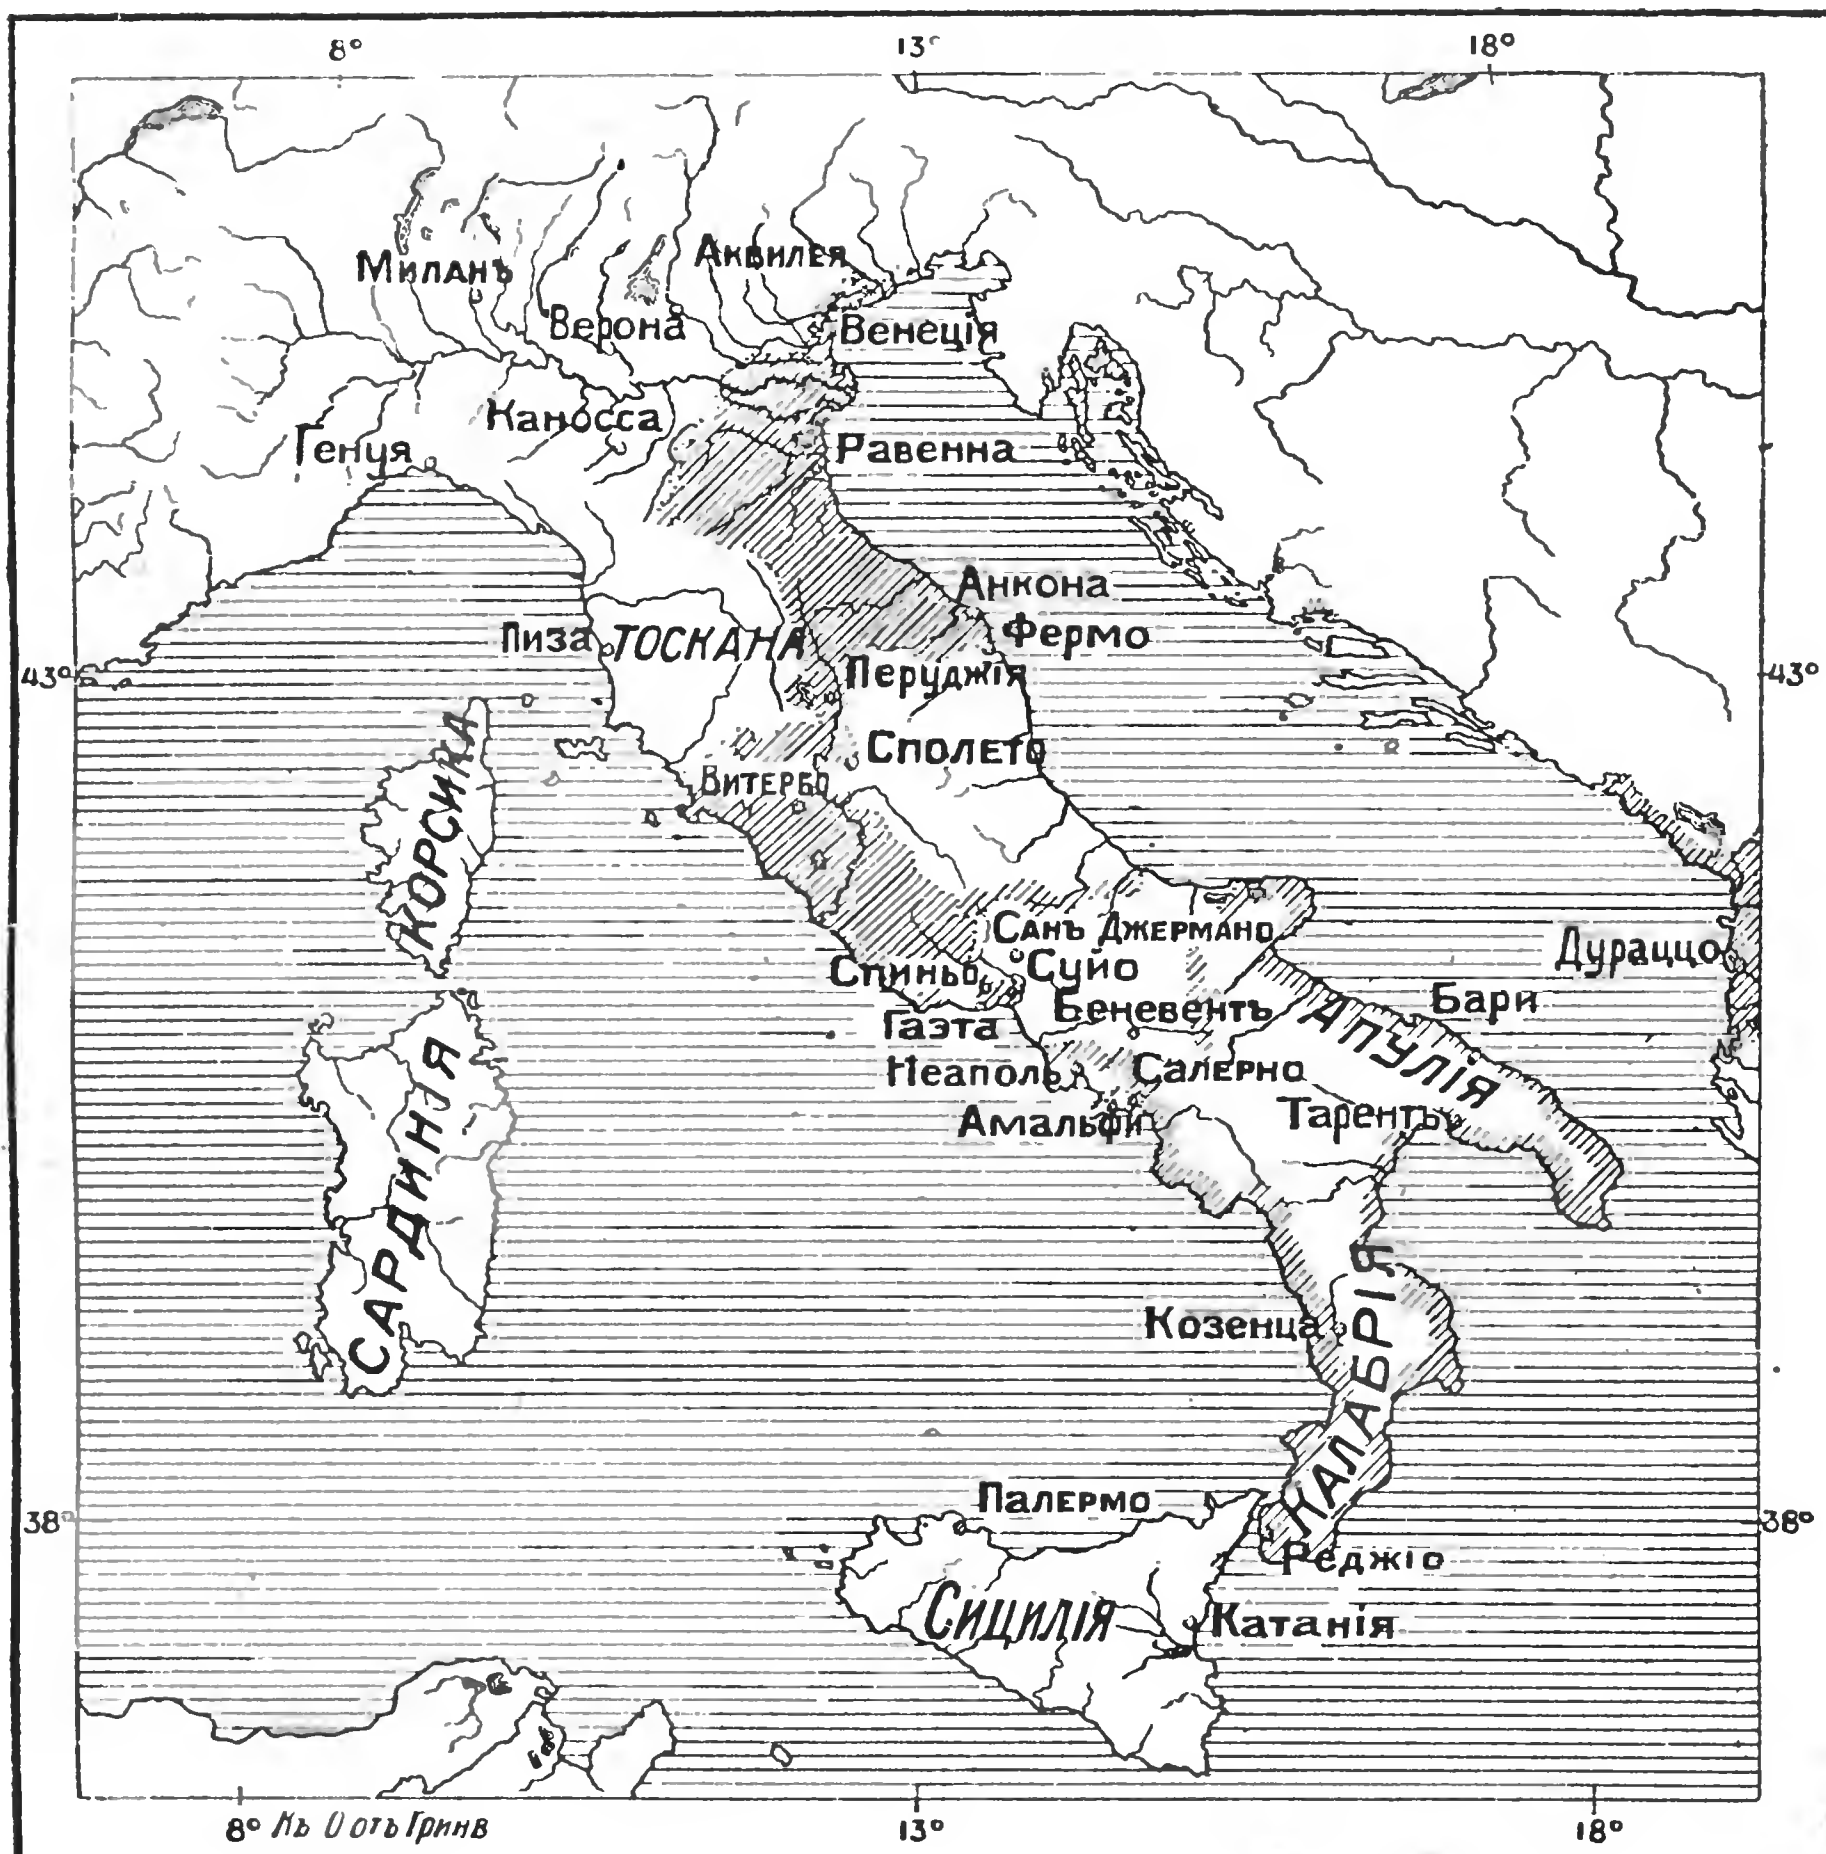 8° 13° 18°
Миланъ
Аквилея
Верона
Венеція
Каносса
Генуя
Равенна
Анкона
Фермо
Пиза
ТОСКАНА
Перуджія
43° 43°
Сполето
Витербо
КОРСИКА
Санъ Джермано
Суйо
Спиньо
Дураццо
Беневентъ
Бари
Гаэта
АПУЛІЯ
Неаполь
Салерно
Амальфи
Тарентъ
САРДИНІЯ
Козенца
КАЛАБРІЯ
Палермо
38° 38°
Реджіо
Сицилія
Катанія
8° Къ О отъ Гринв 13° 18°